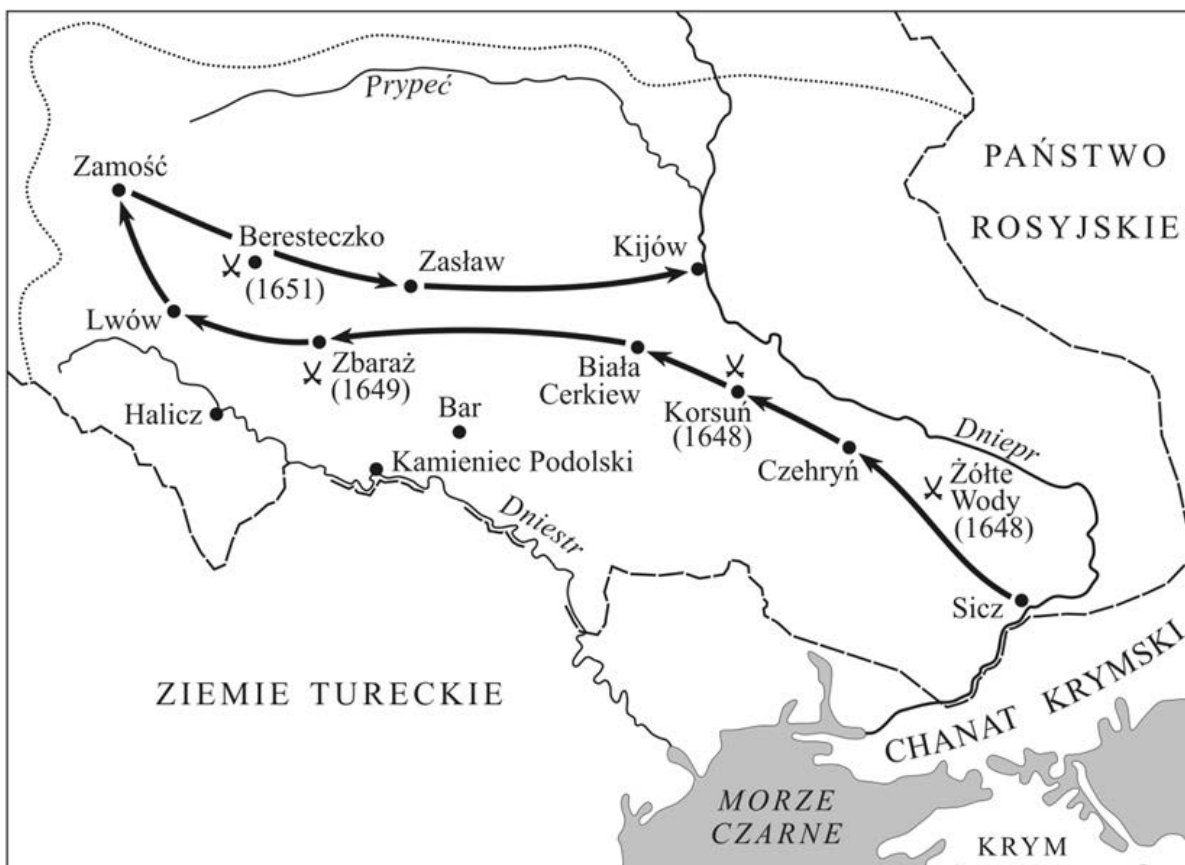 Prypeć
PAŃSTWO
ROSYJSKIE
Zamość
Beresteczko
(1651)
Zasław
Kijów
Lwów
Zbaraż
(1649)
Biała
Cerkiew
Korsuń
(1648)
Halicz
Bar
Kamieniec Podolski
Czehryń
Dniepr
Żółte
Wody
(1648)
Dniestr
Sicz
ZIEMIE TURECKIE
CHANAT KRYMSKI
MORZE
CZARNE
KRYM